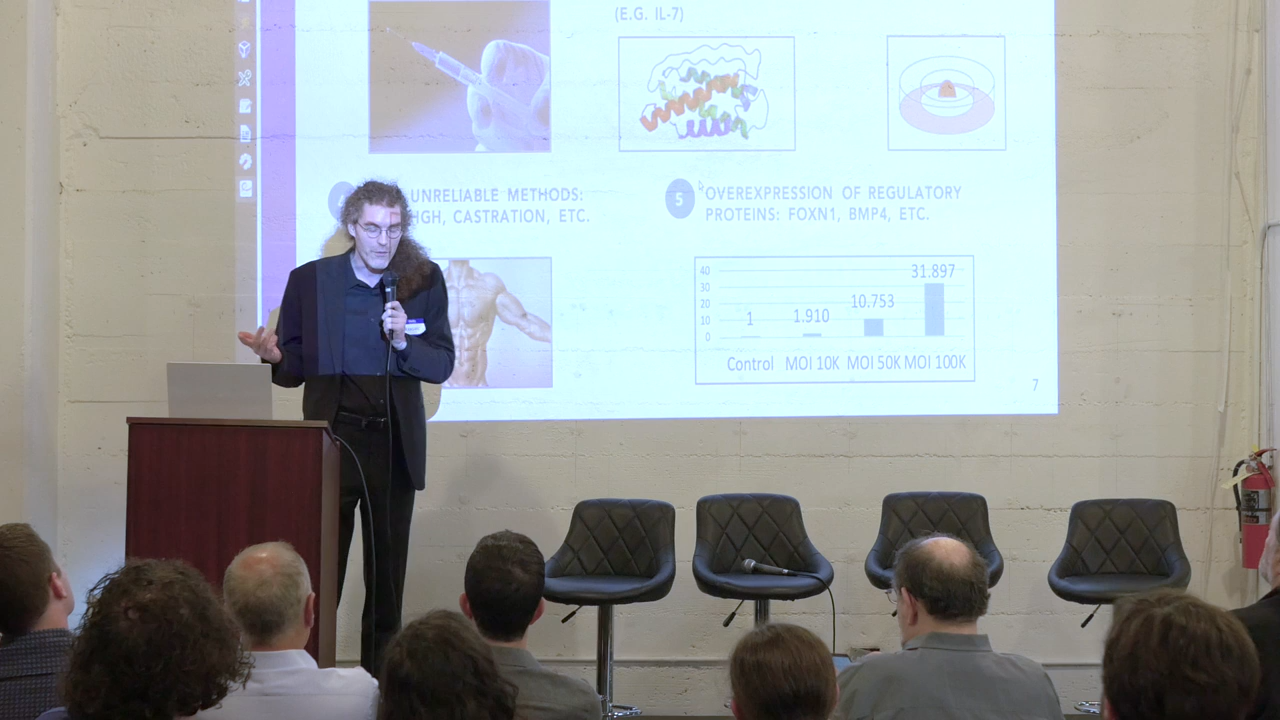 (E.G. IL-7)
UNRELIABLE METHODS:
HGH, CASTRATION, ETC.
5
OVEREXPRESSION OF REGULATORY
PROTEINS: FOXN1, BMP4, ETC.
40
30
20
10
0
1
1.910
10.753
31.897
Control MOI 10K MOI 50K MOI 100K
7